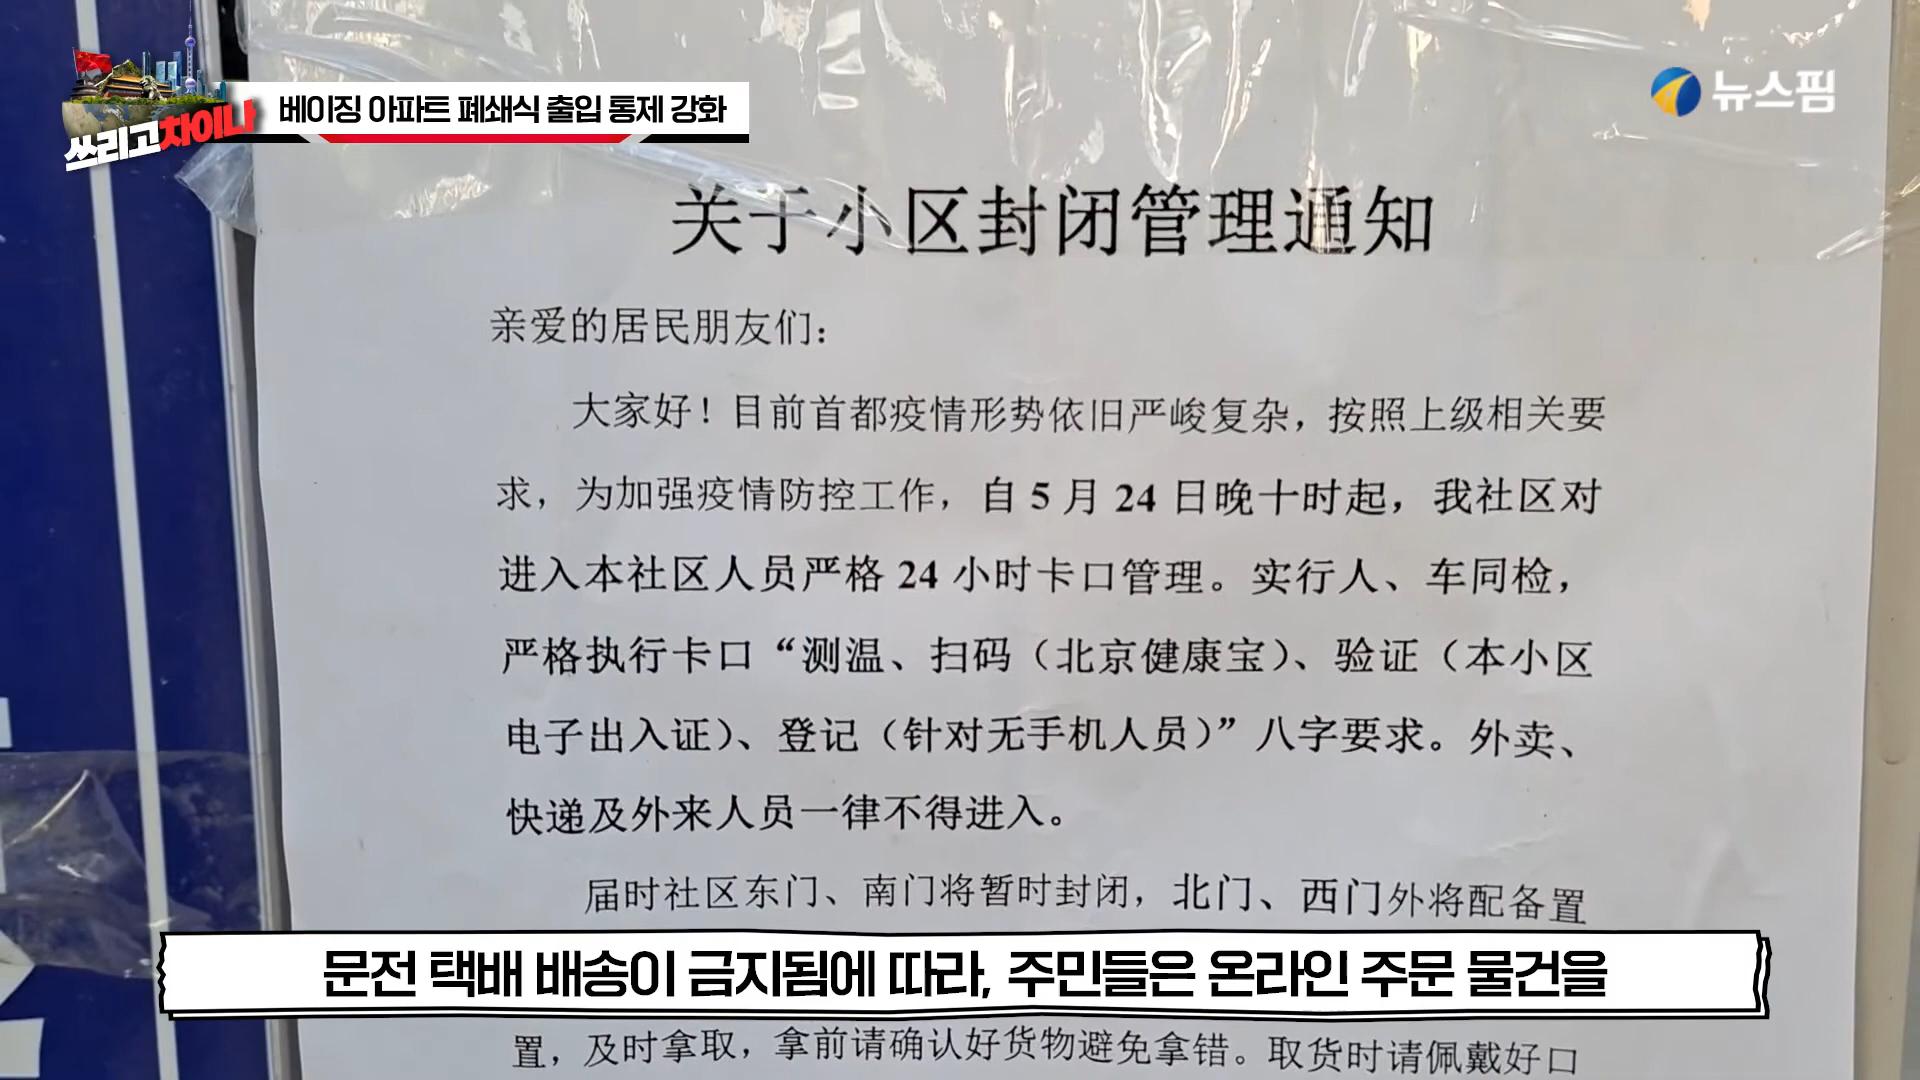 쓰리고차이나
베이징 아파트 폐쇄식 출입 통제 강화
뉴스핌
关于小区封闭管理通知
亲爱的居民朋友们：
大家好！目前首都疫情形势依旧严峻复杂，按照上级相关要
求，为加强疫情防控工作，自 5 月 24 日晚十时起，我社区对
进入本社区人员严格 24 小时卡口管理。实行人、车同检，
严格执行卡口“测温、扫码（北京健康宝）、验证（本小区
电子出入证）、登记（针对无手机人员）”八字要求。外卖、
快递及外来人员一律不得进入。
届时社区东门、南门将暂时封闭，北门、西门外将配备置
문전 택배 배송이 금지됨에 따라, 주민들은 온라인 주문 물건을
置，及时拿取，拿前请确认好货物避免拿错。取货时请佩戴好口